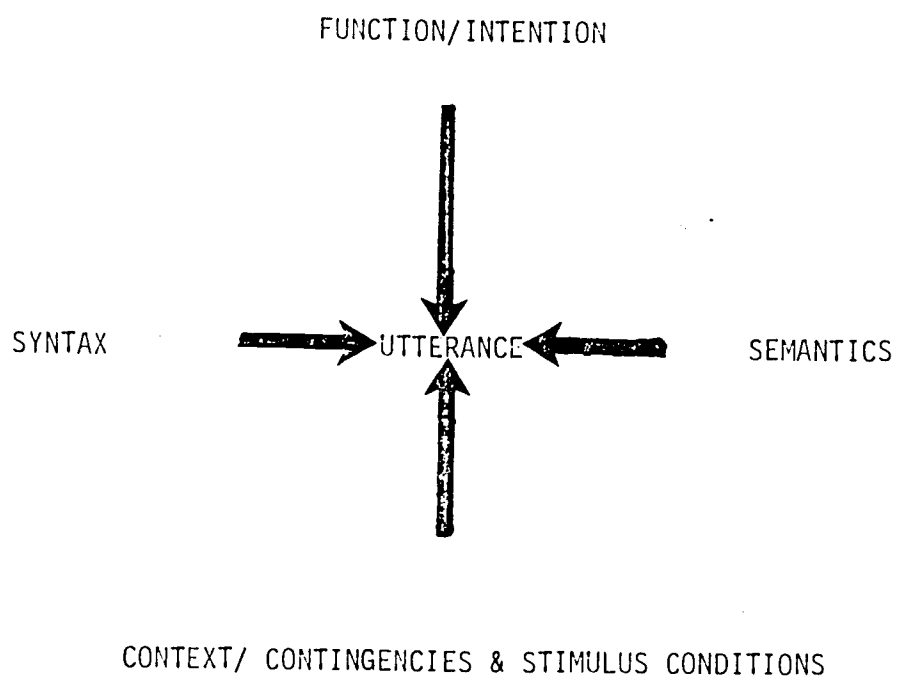 FUNCTION/INTENTION
SYNTAX
UTTERANCE
SEMANTICS
CONTEXT/ CONTINGENCIES & STIMULUS CONDITIONS